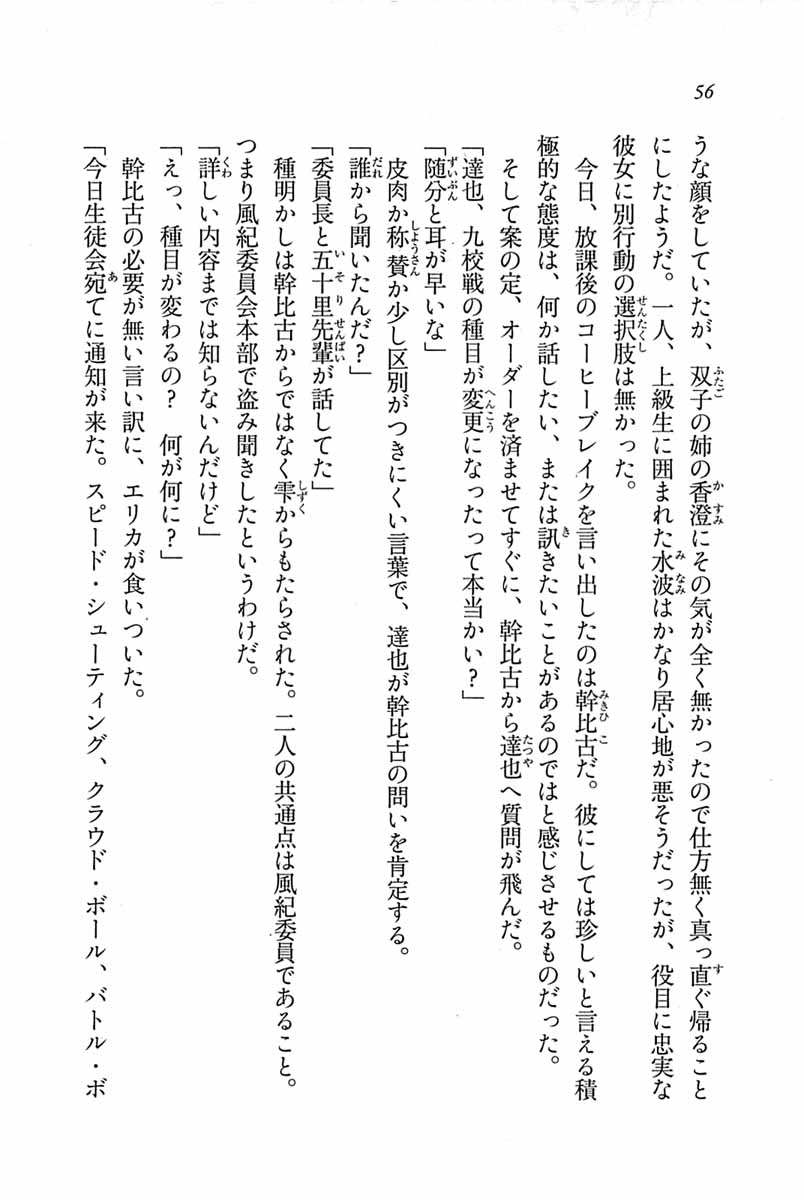 56
うな顔をしていたが、双子の姉の香澄にその気が全く無かったので仕方無く真っ直ぐ帰ること
にしたようだ。一人、上級生に囲まれた水波はかなり居心地が悪そうだったが、役目に忠実な
彼女に別行動の選択肢は無かった。
今日、放課後のコーヒーブレイクを言い出したのは幹比古だ。彼にしては珍しいと言える積
極的な態度は、何か話したい、または訊きたいことがあるのではと感じさせるものだった。
そして案の定、オーダーを済ませてすぐに、幹比古から達也へ質問が飛んだ。
「達也、九校戦の種目が変更になったって本当かい？」
「随分と耳が早いな」
皮肉か称賛か少し区別がつきにくい言葉で、達也が幹比古の問いを肯定する。
「誰から聞いたんだ？」
「委員長と五十里先輩が話してた」
種明かしは幹比古からではなく雫からもたらされた。二人の共通点は風紀委員であること。
つまり風紀委員会本部で盗み聞きしたというわけだ。
「詳しい内容までは知らないんだけど」
「えっ、種目が変わるの？　何が何に？」
幹比古の必要が無い言い訳に、エリカが食いついた。
「今日生徒会宛てに通知が来た。スピード・シューティング、クラウド・ボール、バトル・ボ